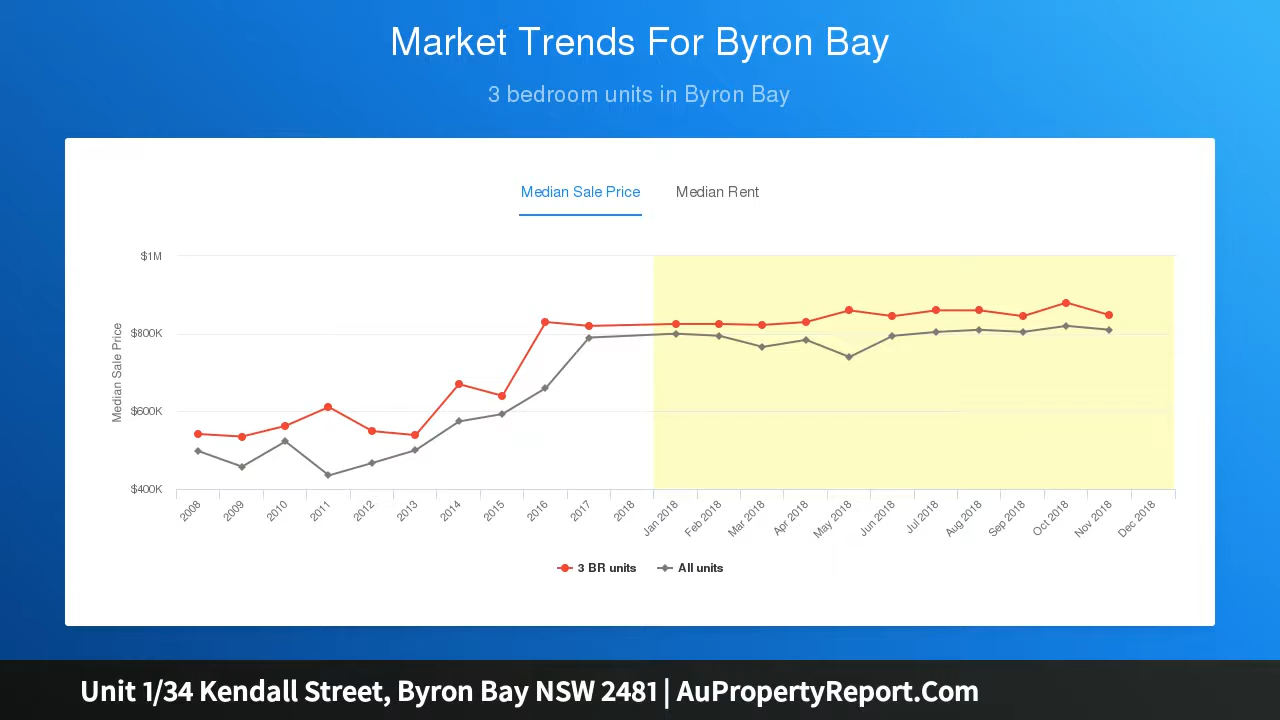 Market Trends For Byron Bay
3 bedroom units in Byron Bay
Median Sale Price
Median Rent
Median Sale Price
$1M
$800K
$600K
$400K
2008
2009
2010
2011
2012
2013
2014
2015
2016
2017
2018
Jan 2018
Feb 2018
Mar 2018
Apr 2018
May 2018
Jun 2018
Jul 2018
Aug 2018
Sep 2018
Oct 2018
Nov 2018
Dec 2018
3 BR units
All units
Unit 1/34 Kendall Street, Byron Bay NSW 2481 | AuPropertyReport.Com